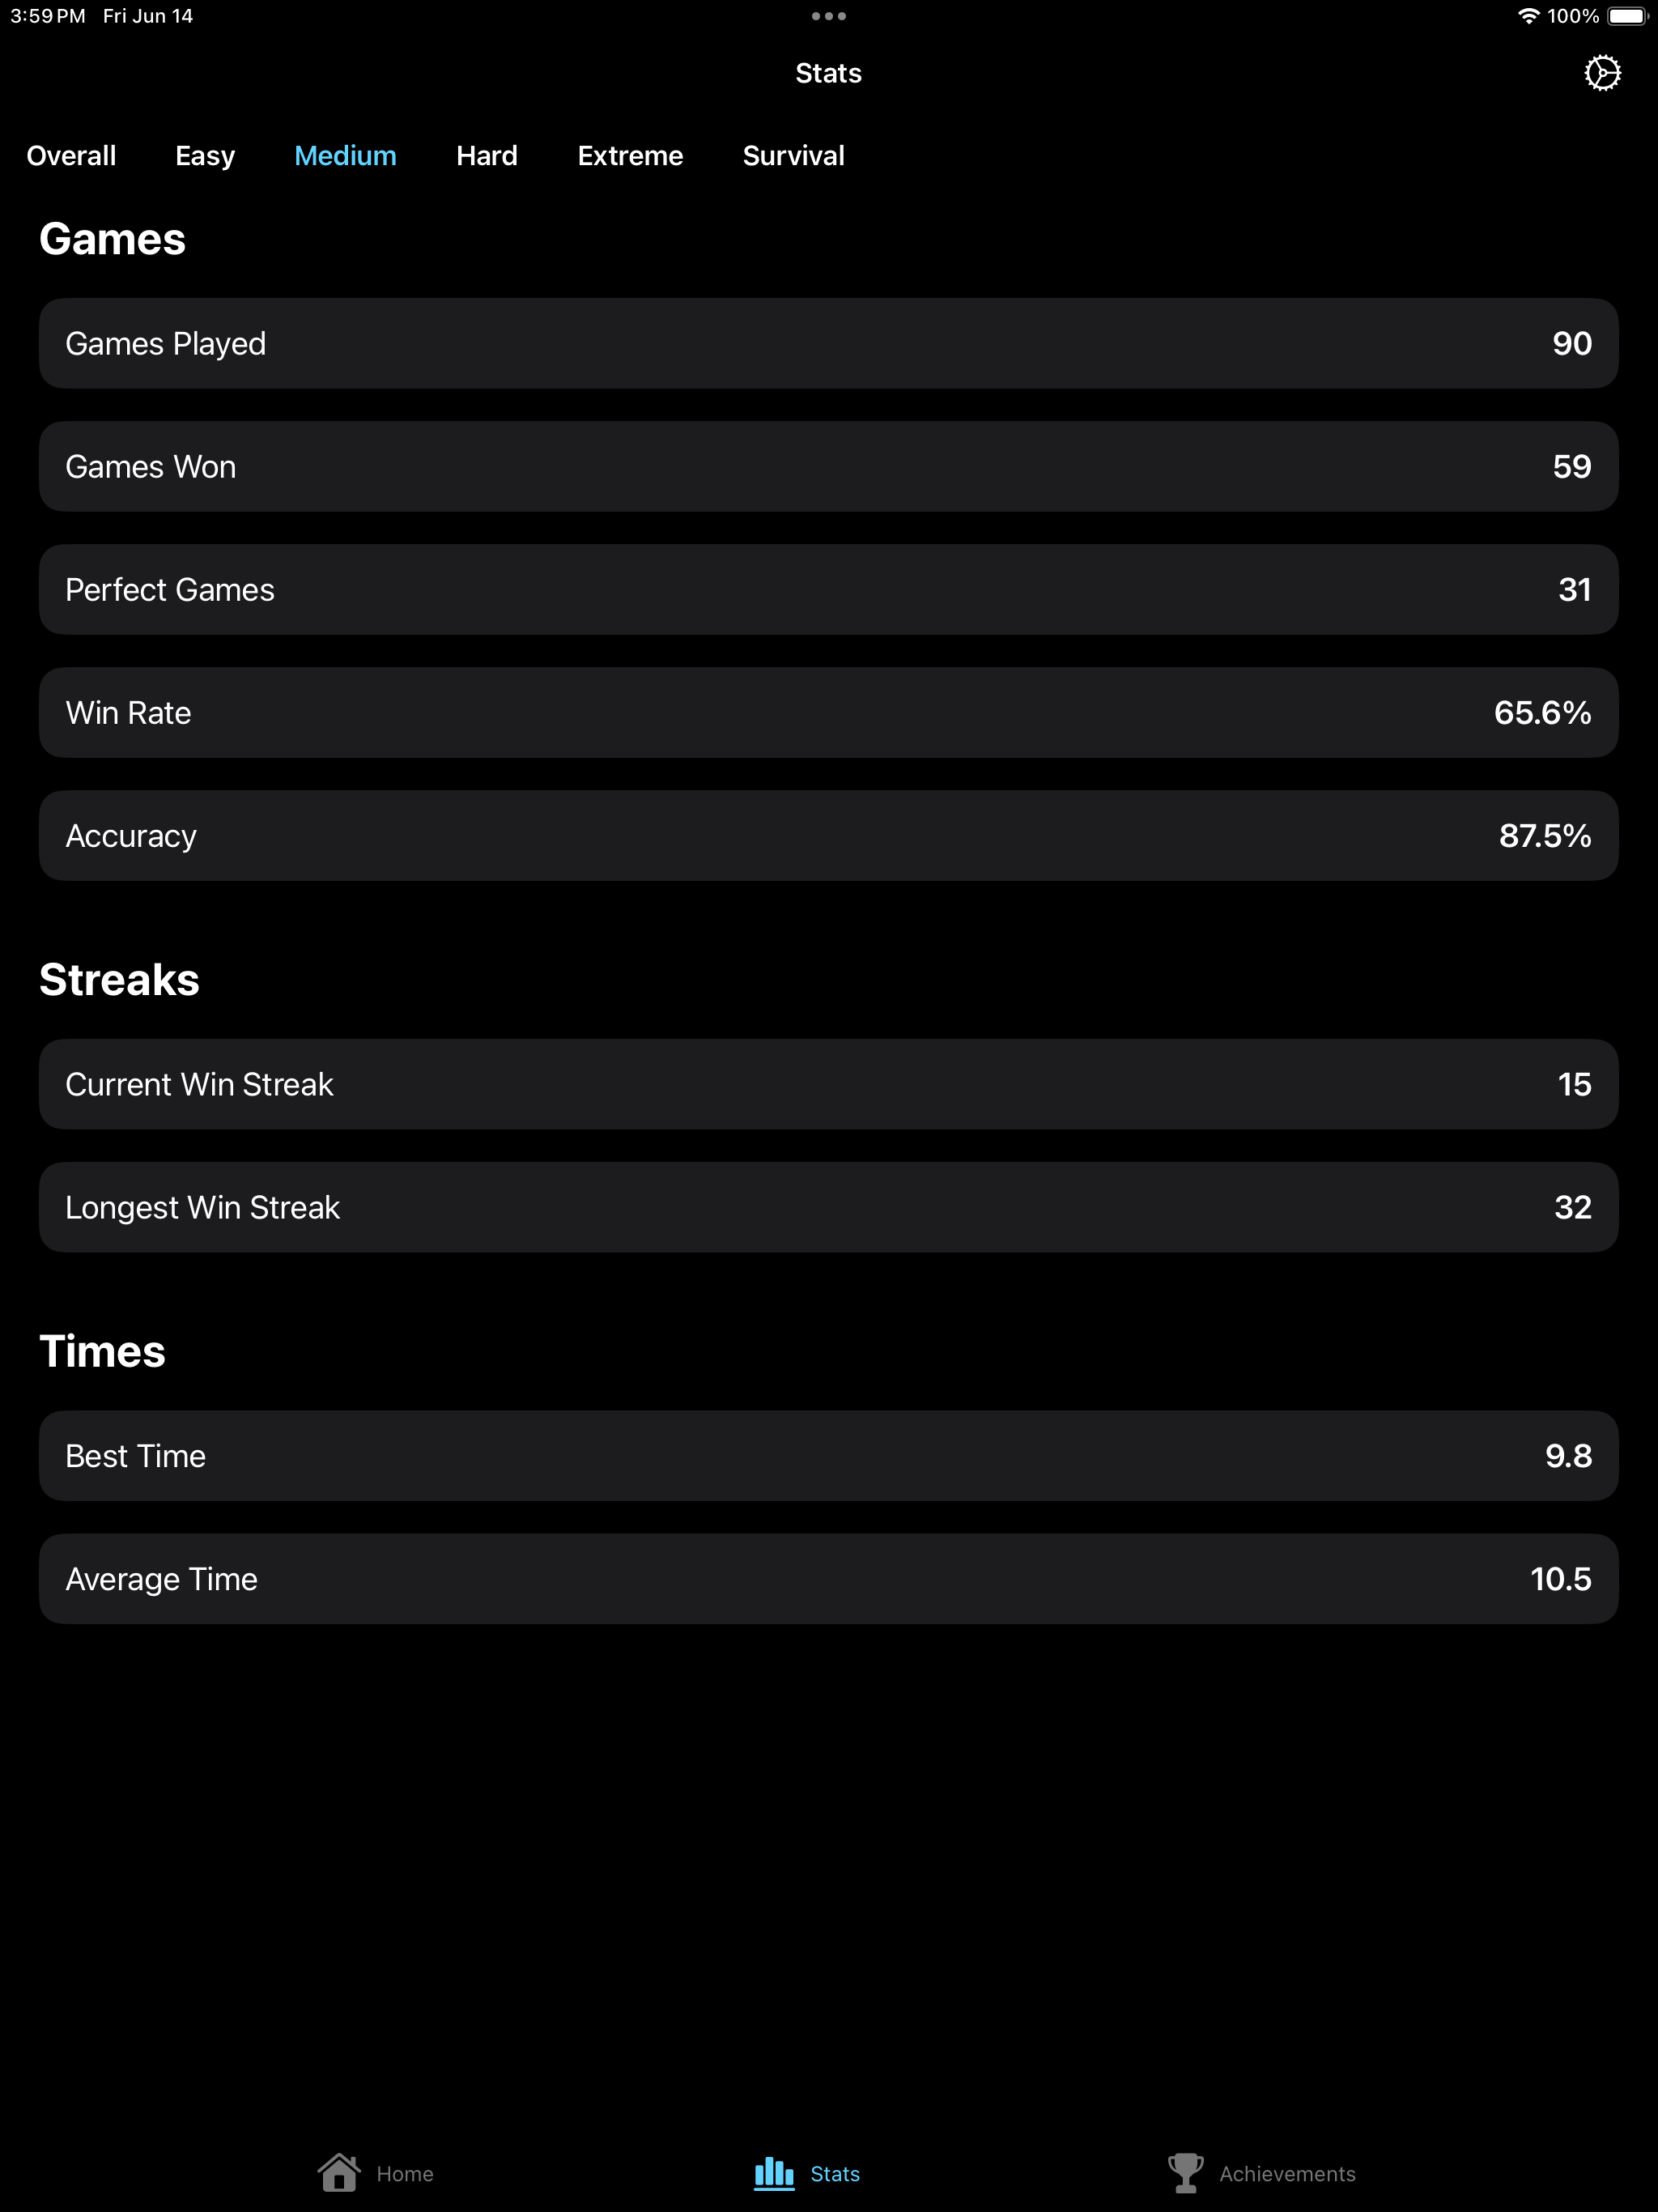 3:59 PM Fri Jun 14 100%
Stats
Overall Easy Medium Hard Extreme Survival
Games
Games Played 90
Games Won 59
Perfect Games 31
Win Rate 65.6%
Accuracy 87.5%
Streaks
Current Win Streak 15
Longest Win Streak 32
Times
Best Time 9.8
Average Time 10.5
Home Stats Achievements